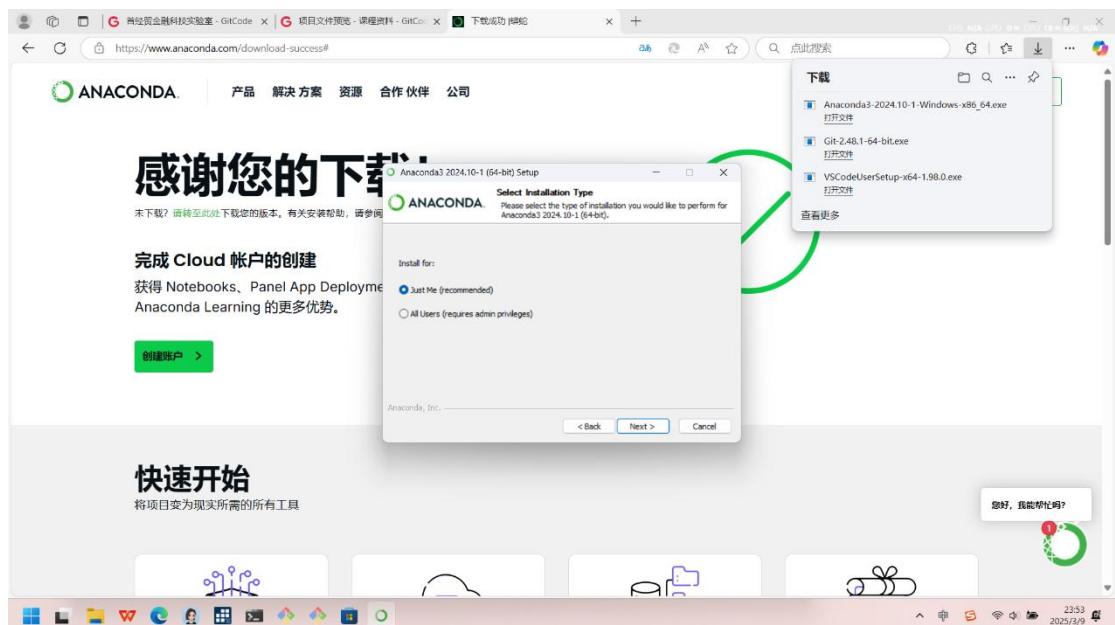 首经贸金融科技实验室 - GitCode
项目文件预览 - 课程资料 - GitCo
下载成功 |蟒蛇
https://www.anaconda.com/download-success#
点此搜索
ANACONDA.
产品 解决方案 资源 合作伙伴 公司
下载
Anaconda3-2024.10-1-Windows-x86_64.exe
打开文件
Git-2.48.1-64-bit.exe
打开文件
VSCodeUserSetup-x64-1.98.0.exe
打开文件
查看更多
感谢您的下
未下载? 请转至此处下载您的版本。有关安装帮助, 请参阅
完成 Cloud 帐户的创建
获得 Notebooks、Panel App Deployme
Anaconda Learning 的更多优势。
创建账户
Anaconda3 2024.10-1 (64-bit) Setup
ANACONDA.
Select Installation Type
Please select the type of installation you would like to perform for
Anaconda3 2024.10-1 (64-bit).
Install for:
Just Me (recommended)
All Users (requires admin privileges)
Anaconda, Inc.
< Back Next > Cancel
快速开始
将项目变为现实所需的所有工具
您好，我能帮忙吗?
1
中
23:53
2025/3/9